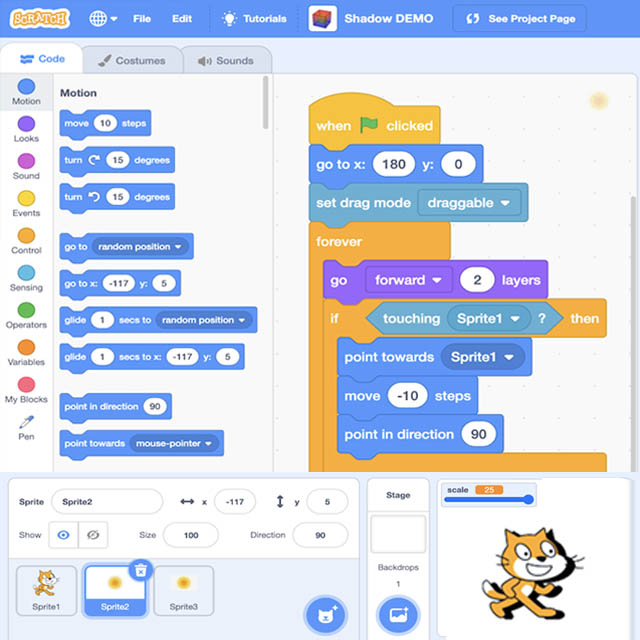 SCRATCH File Edit Tutorials Shadow DEMO See Project Page
Code Costumes Sounds
Motion
Looks
Sound
Events
Control
Sensing
Operators
Variables
My Blocks
Pen
Motion
move 10 steps
turn 15 degrees
turn 15 degrees
go to random position
go to x: -117 y: 5
glide 1 secs to random position
glide 1 secs to x: -117 y: 5
point in direction 90
point towards mouse-pointer
when clicked
go to x: 180 y: 0
set drag mode draggable
forever
go forward 2 layers
if touching Sprite1 ? then
point towards Sprite1
move -10 steps
point in direction 90
Sprite Sprite2 x -117 y 5
Show Size 100 Direction 90
Sprite1 Sprite2 Sprite3
Stage
Backdrops
1
scale 25